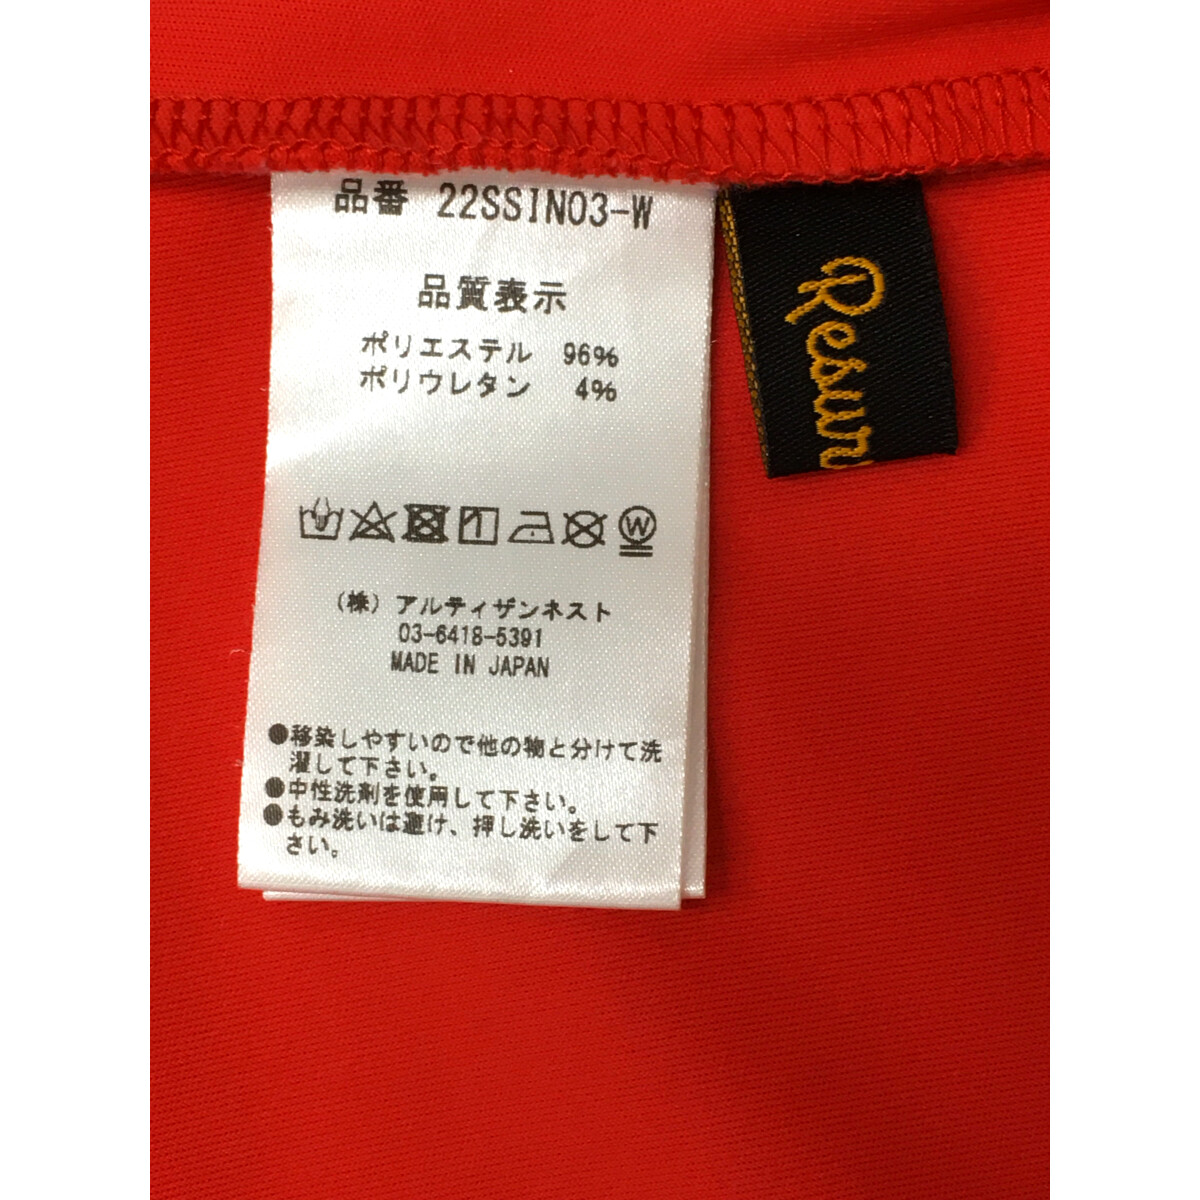 品番 22SSIN03-W
品質表示
ポリエステル 96%
ポリウレタン 4%
W
(株) アルティザンネスト
03-6418-5391
MADE IN JAPAN
●移染しやすいので他の物と分けて洗
濯して下さい。
●中性洗剤を使用して下さい。
●もみ洗いは避け、押し洗いをして下
さい。